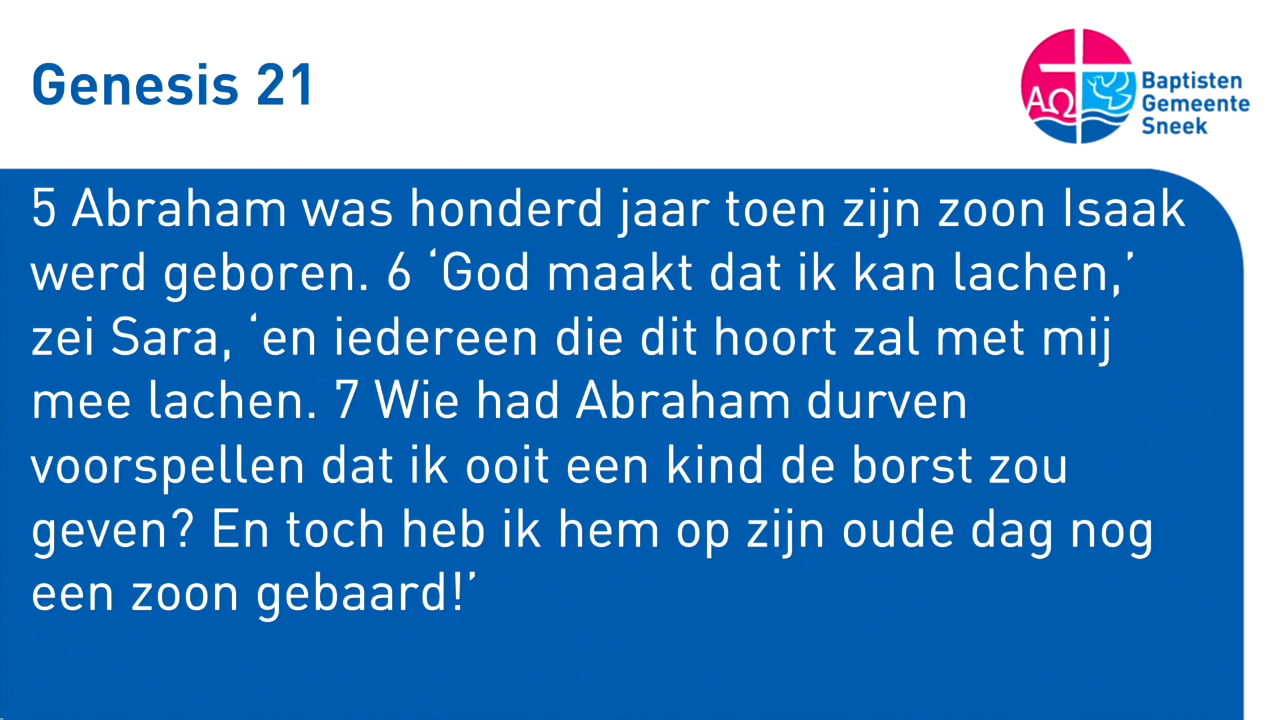 Genesis 21
AΩ
Baptisten
Gemeente
Sneek
5 Abraham was honderd jaar toen zijn zoon Isaak
werd geboren. 6 ‘God maakt dat ik kan lachen,’
zei Sara, ‘en iedereen die dit hoort zal met mij
mee lachen. 7 Wie had Abraham durven
voorspellen dat ik ooit een kind de borst zou
geven? En toch heb ik hem op zijn oude dag nog
een zoon gebaard!’